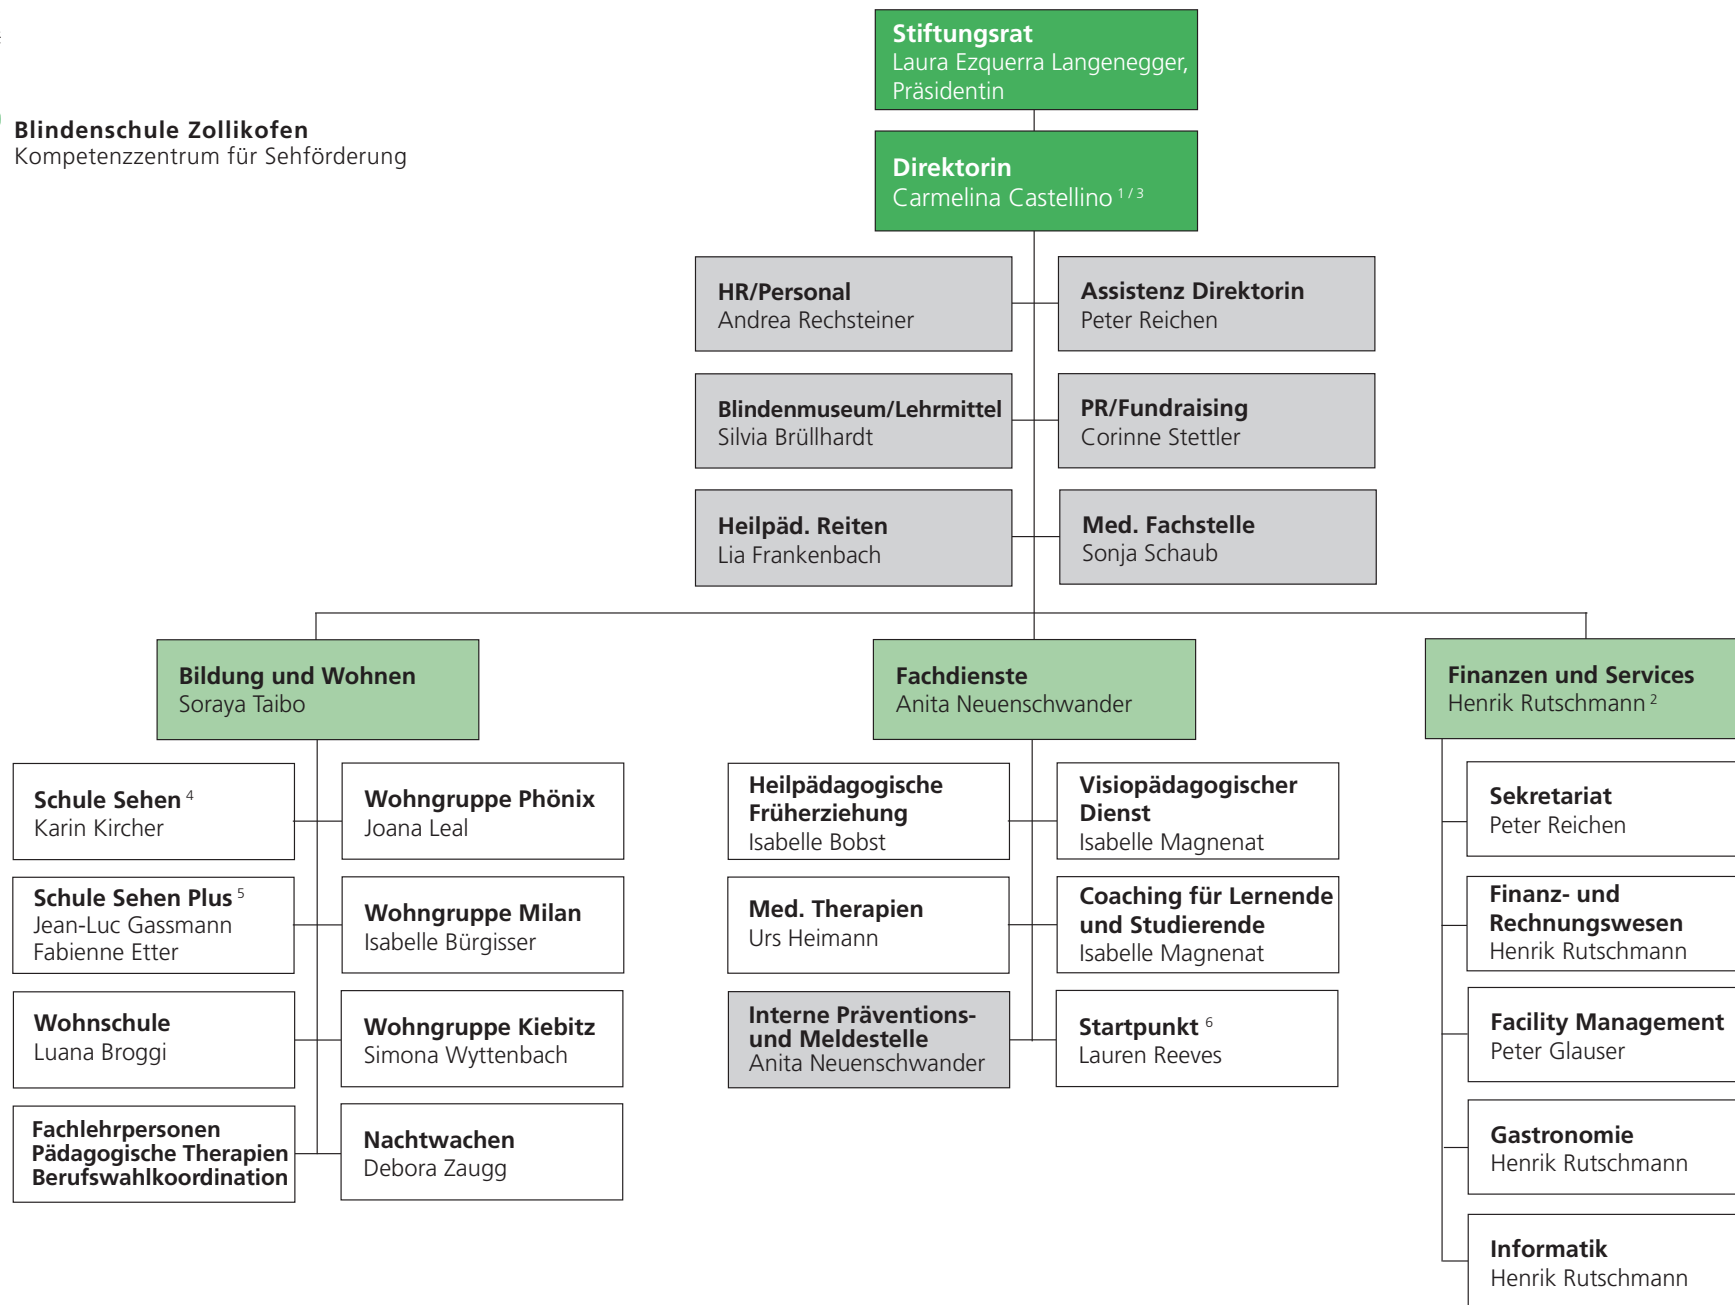 Blindenschule Zollikofen
Kompetenzzentrum für Sehförderung
Stiftungsrat
Laura Ezquerra Langenegger,
Präsidentin
Direktorin
Carmelina Castellino 1 / 3
HR/Personal
Andrea Rechsteiner
Assistenz Direktorin
Peter Reichen
Blindenmuseum/Lehrmittel
Silvia Brüllhardt
PR/Fundraising
Corinne Stettler
Heilpäd. Reiten
Lia Frankenbach
Med. Fachstelle
Sonja Schaub
Bildung und Wohnen
Soraya Taibo
Schule Sehen 4
Karin Kircher
Wohngruppe Phönix
Joana Leal
Schule Sehen Plus 5
Jean-Luc Gassmann
Fabienne Etter
Wohngruppe Milan
Isabelle Bürgisser
Wohnschule
Luana Broggi
Wohngruppe Kiebitz
Simona Wyttenbach
Fachlehrpersonen
Pädagogische Therapien
Berufswahlkoordination
Nachtwachen
Debora Zaugg
Fachdienste
Anita Neuenschwander
Heilpädagogische
Früherziehung
Isabelle Bobst
Visiopädagogischer
Dienst
Isabelle Magnenat
Med. Therapien
Urs Heimann
Coaching für Lernende
und Studierende
Isabelle Magnenat
Interne Präventions-
und Meldestelle
Anita Neuenschwander
Startpunkt 6
Lauren Reeves
Finanzen und Services
Henrik Rutschmann 2
Sekretariat
Peter Reichen
Finanz- und
Rechnungswesen
Henrik Rutschmann
Facility Management
Peter Glauser
Gastronomie
Henrik Rutschmann
Informatik
Henrik Rutschmann